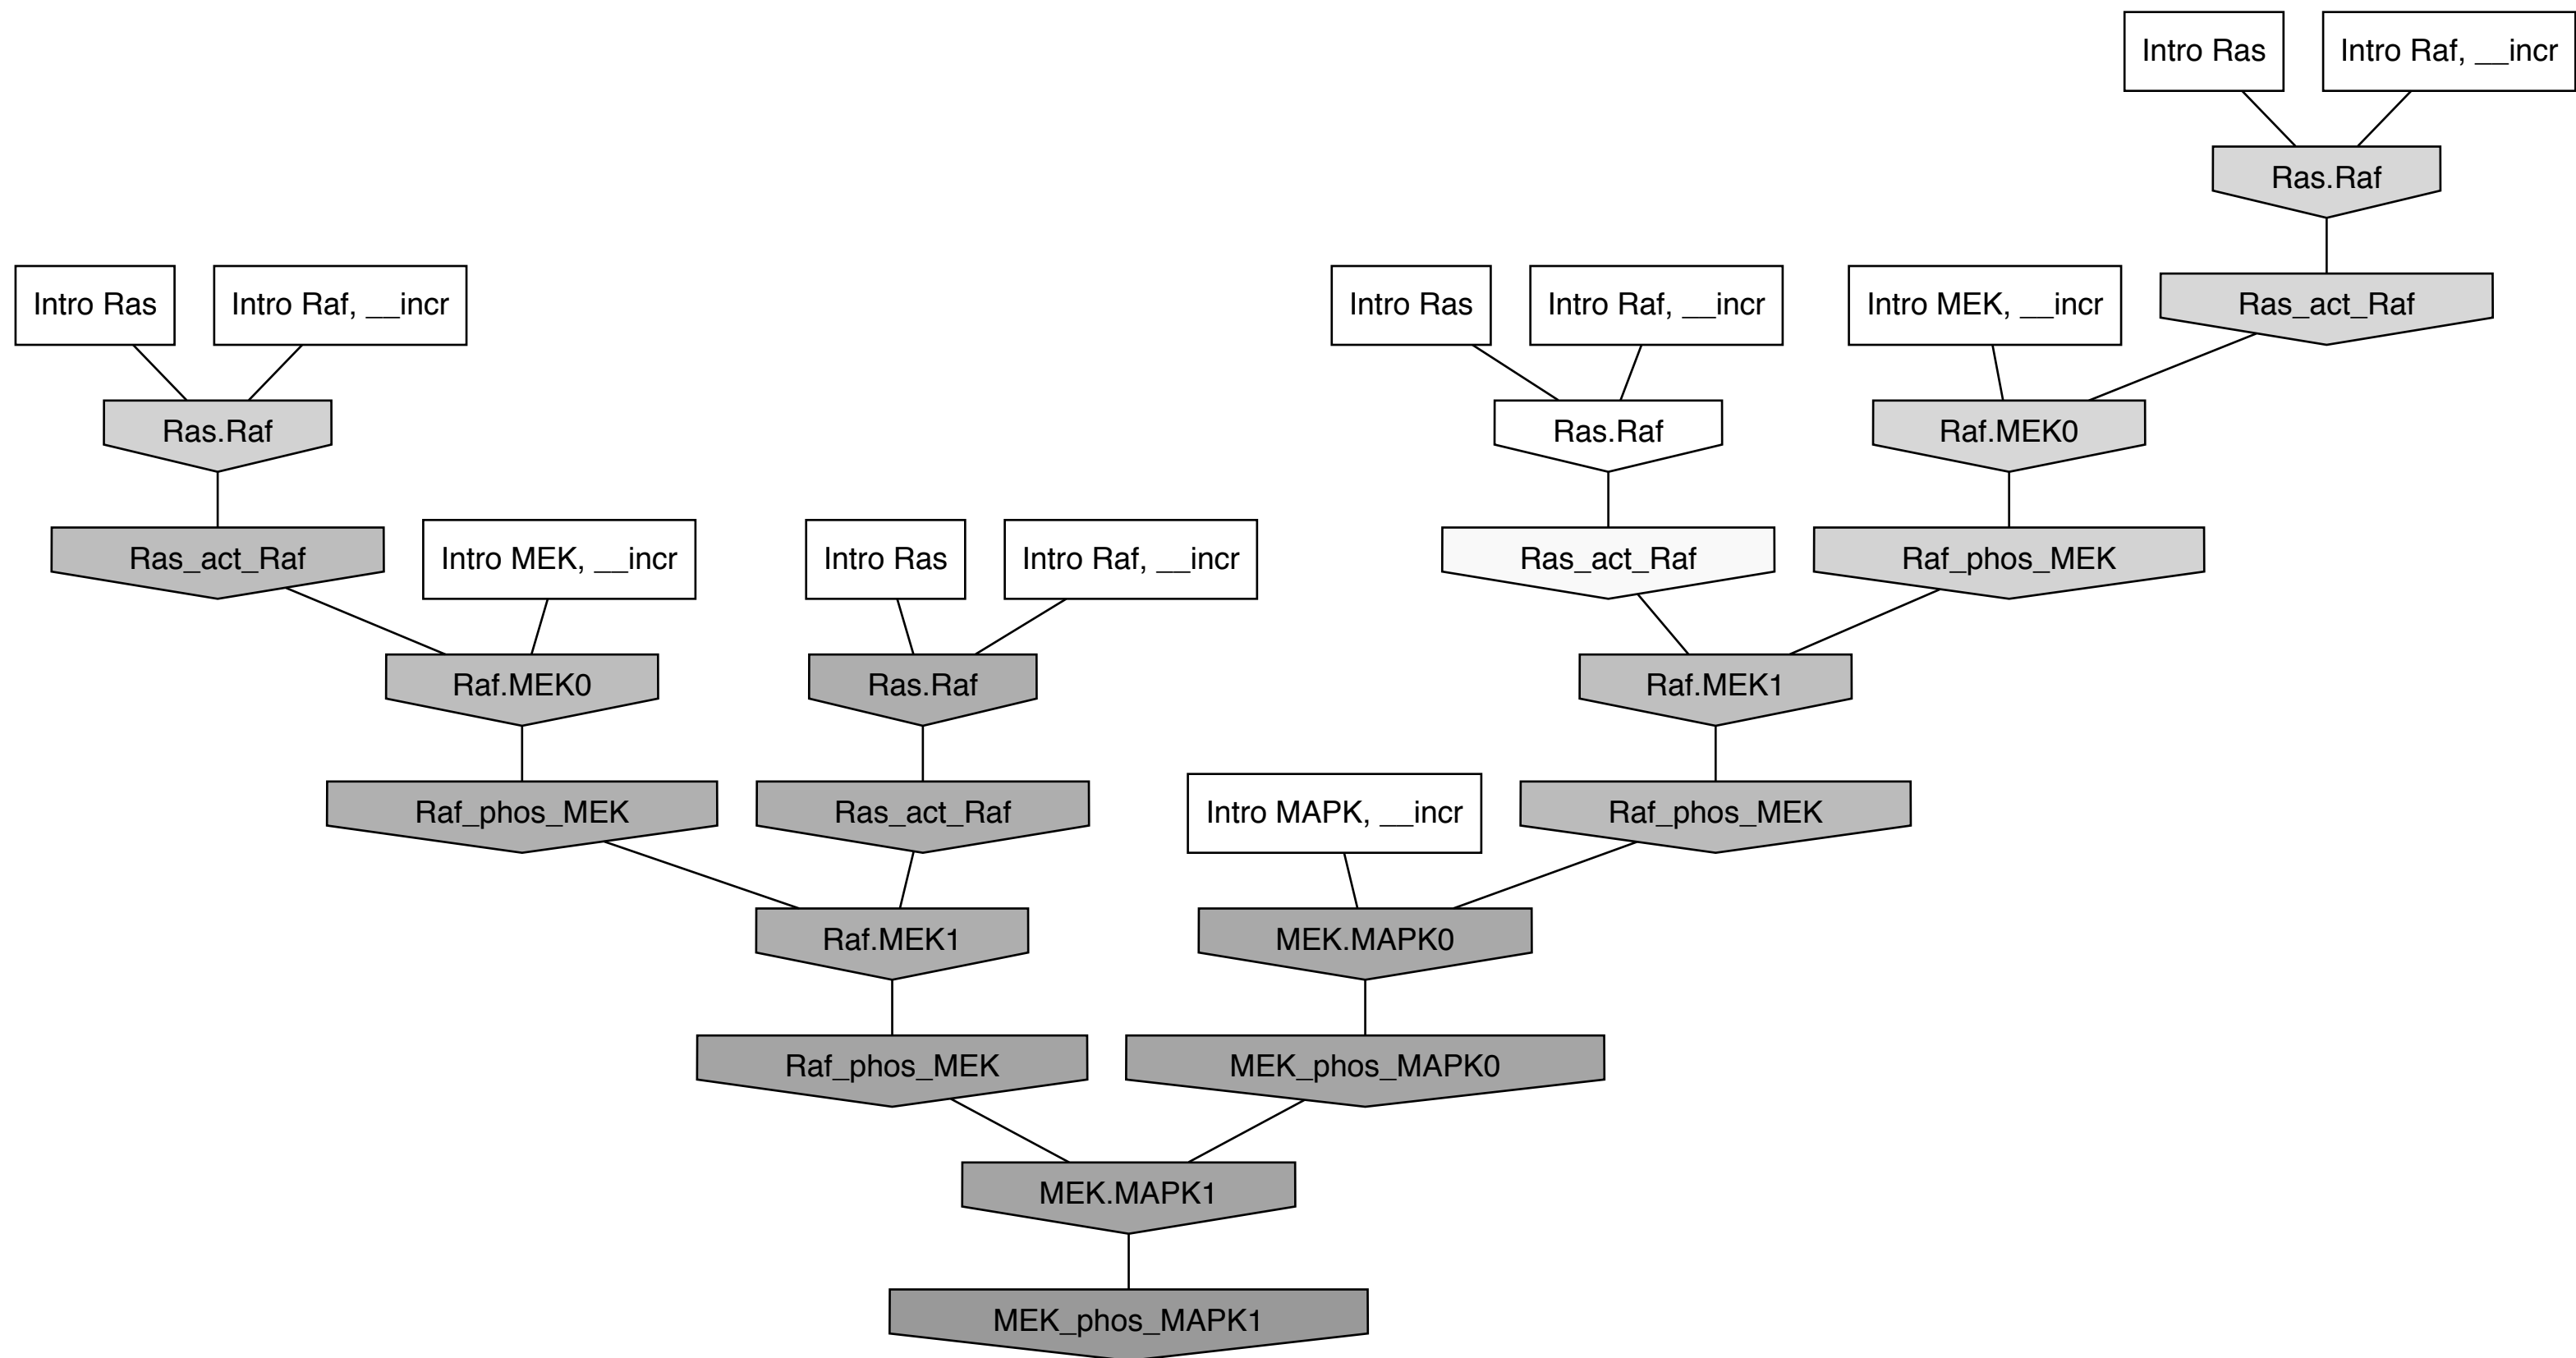 Intro Ras
Intro Raf, __incr
Ras.Raf
Intro Ras
Intro Raf, __incr
Intro Ras
Intro Raf, __incr
Intro MEK, __incr
Ras_act_Raf
Ras.Raf
Ras.Raf
Raf.MEK0
Ras_act_Raf
Intro MEK, __incr
Intro Ras
Intro Raf, __incr
Ras_act_Raf
Raf_phos_MEK
Raf.MEK0
Ras.Raf
Raf.MEK1
Raf_phos_MEK
Ras_act_Raf
Intro MAPK, __incr
Raf_phos_MEK
Raf.MEK1
MEK.MAPK0
Raf_phos_MEK
MEK_phos_MAPK0
MEK.MAPK1
MEK_phos_MAPK1